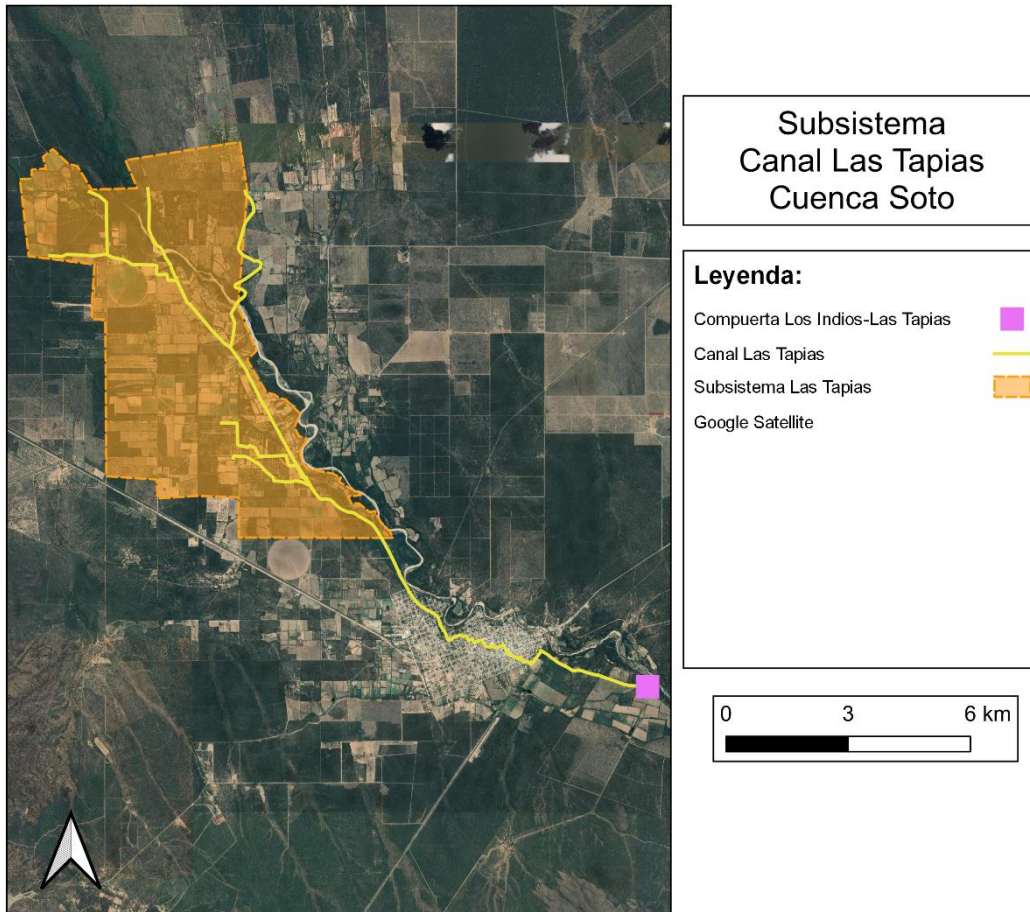 Subsistema
Canal Las Tapias
Cuenca Soto
Leyenda:
Compuerta Los Indios-Las Tapias
Canal Las Tapias
Subsistema Las Tapias
Google Satellite
0 3 6 km